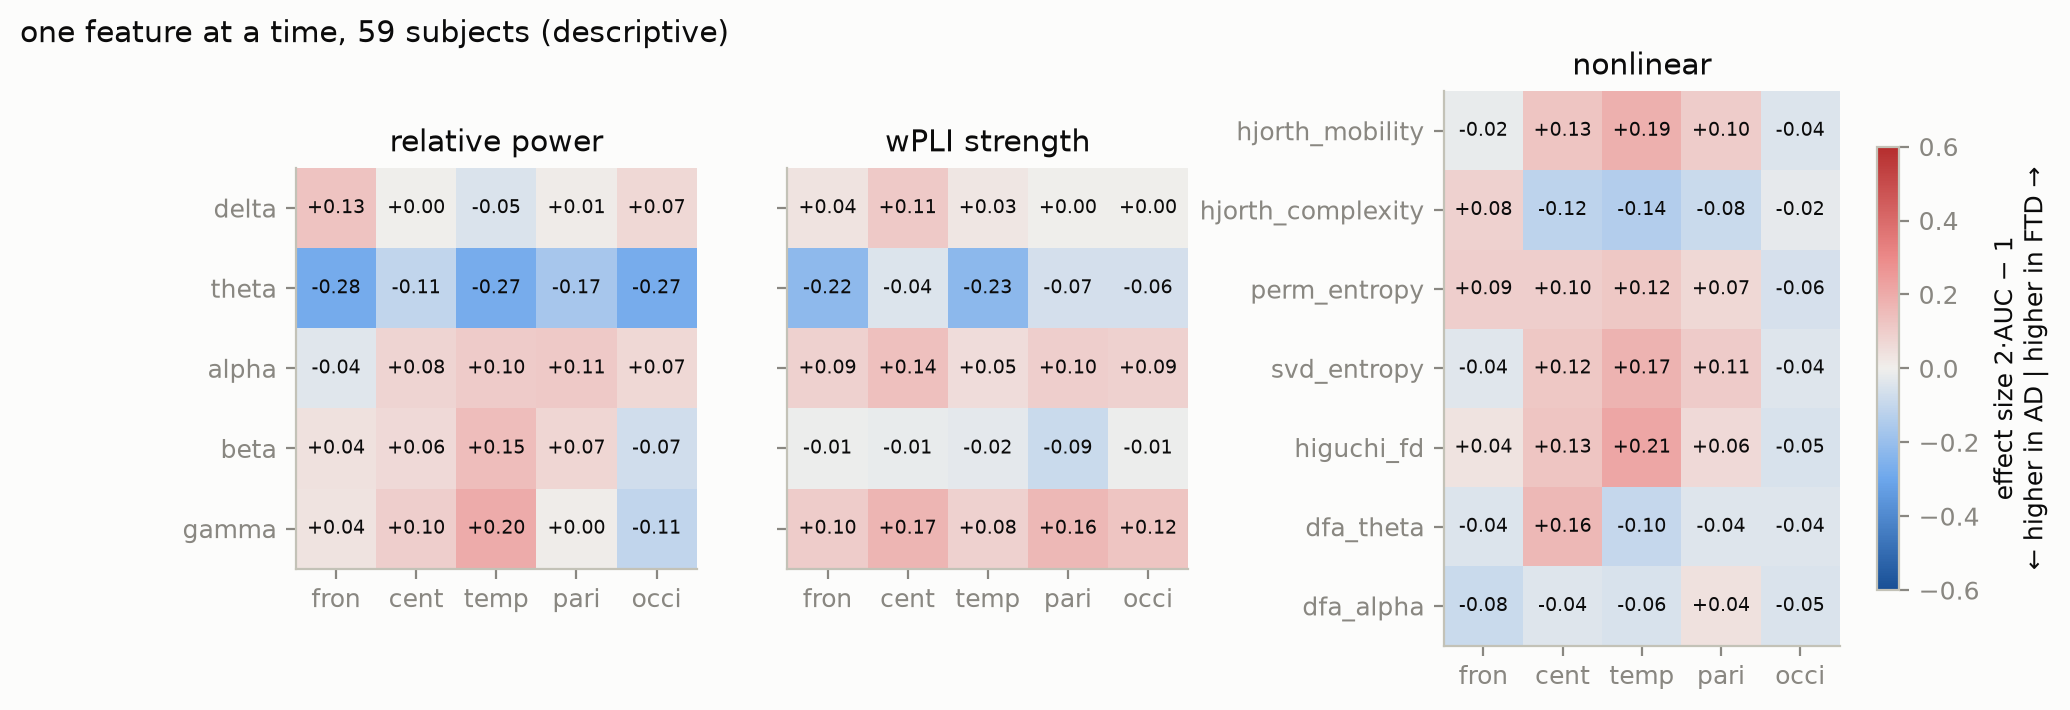 one feature at a time, 59 subjects (descriptive)
relative power
delta +0.13 +0.00 -0.05 +0.01 +0.07
theta -0.28 -0.11 -0.27 -0.17 -0.27
alpha -0.04 +0.08 +0.10 +0.11 +0.07
beta +0.04 +0.06 +0.15 +0.07 -0.07
gamma +0.04 +0.10 +0.20 +0.00 -0.11
fron cent temp pari occi
wPLI strength
+0.04 +0.11 +0.03 +0.00 +0.00
-0.22 -0.04 -0.23 -0.07 -0.06
+0.09 +0.14 +0.05 +0.10 +0.09
-0.01 -0.01 -0.02 -0.09 -0.01
+0.10 +0.17 +0.08 +0.16 +0.12
fron cent temp pari occi
nonlinear
hjorth_mobility -0.02 +0.13 +0.19 +0.10 -0.04
hjorth_complexity +0.08 -0.12 -0.14 -0.08 -0.02
perm_entropy +0.09 +0.10 +0.12 +0.07 -0.06
svd_entropy -0.04 +0.12 +0.17 +0.11 -0.04
higuchi_fd +0.04 +0.13 +0.21 +0.06 -0.05
dfa_theta -0.04 +0.16 -0.10 -0.04 -0.04
dfa_alpha -0.08 -0.04 -0.06 +0.04 -0.05
fron cent temp pari occi
0.6
0.4
0.2
0.0
−0.2
−0.4
−0.6
effect size 2·AUC − 1
← higher in AD | higher in FTD →